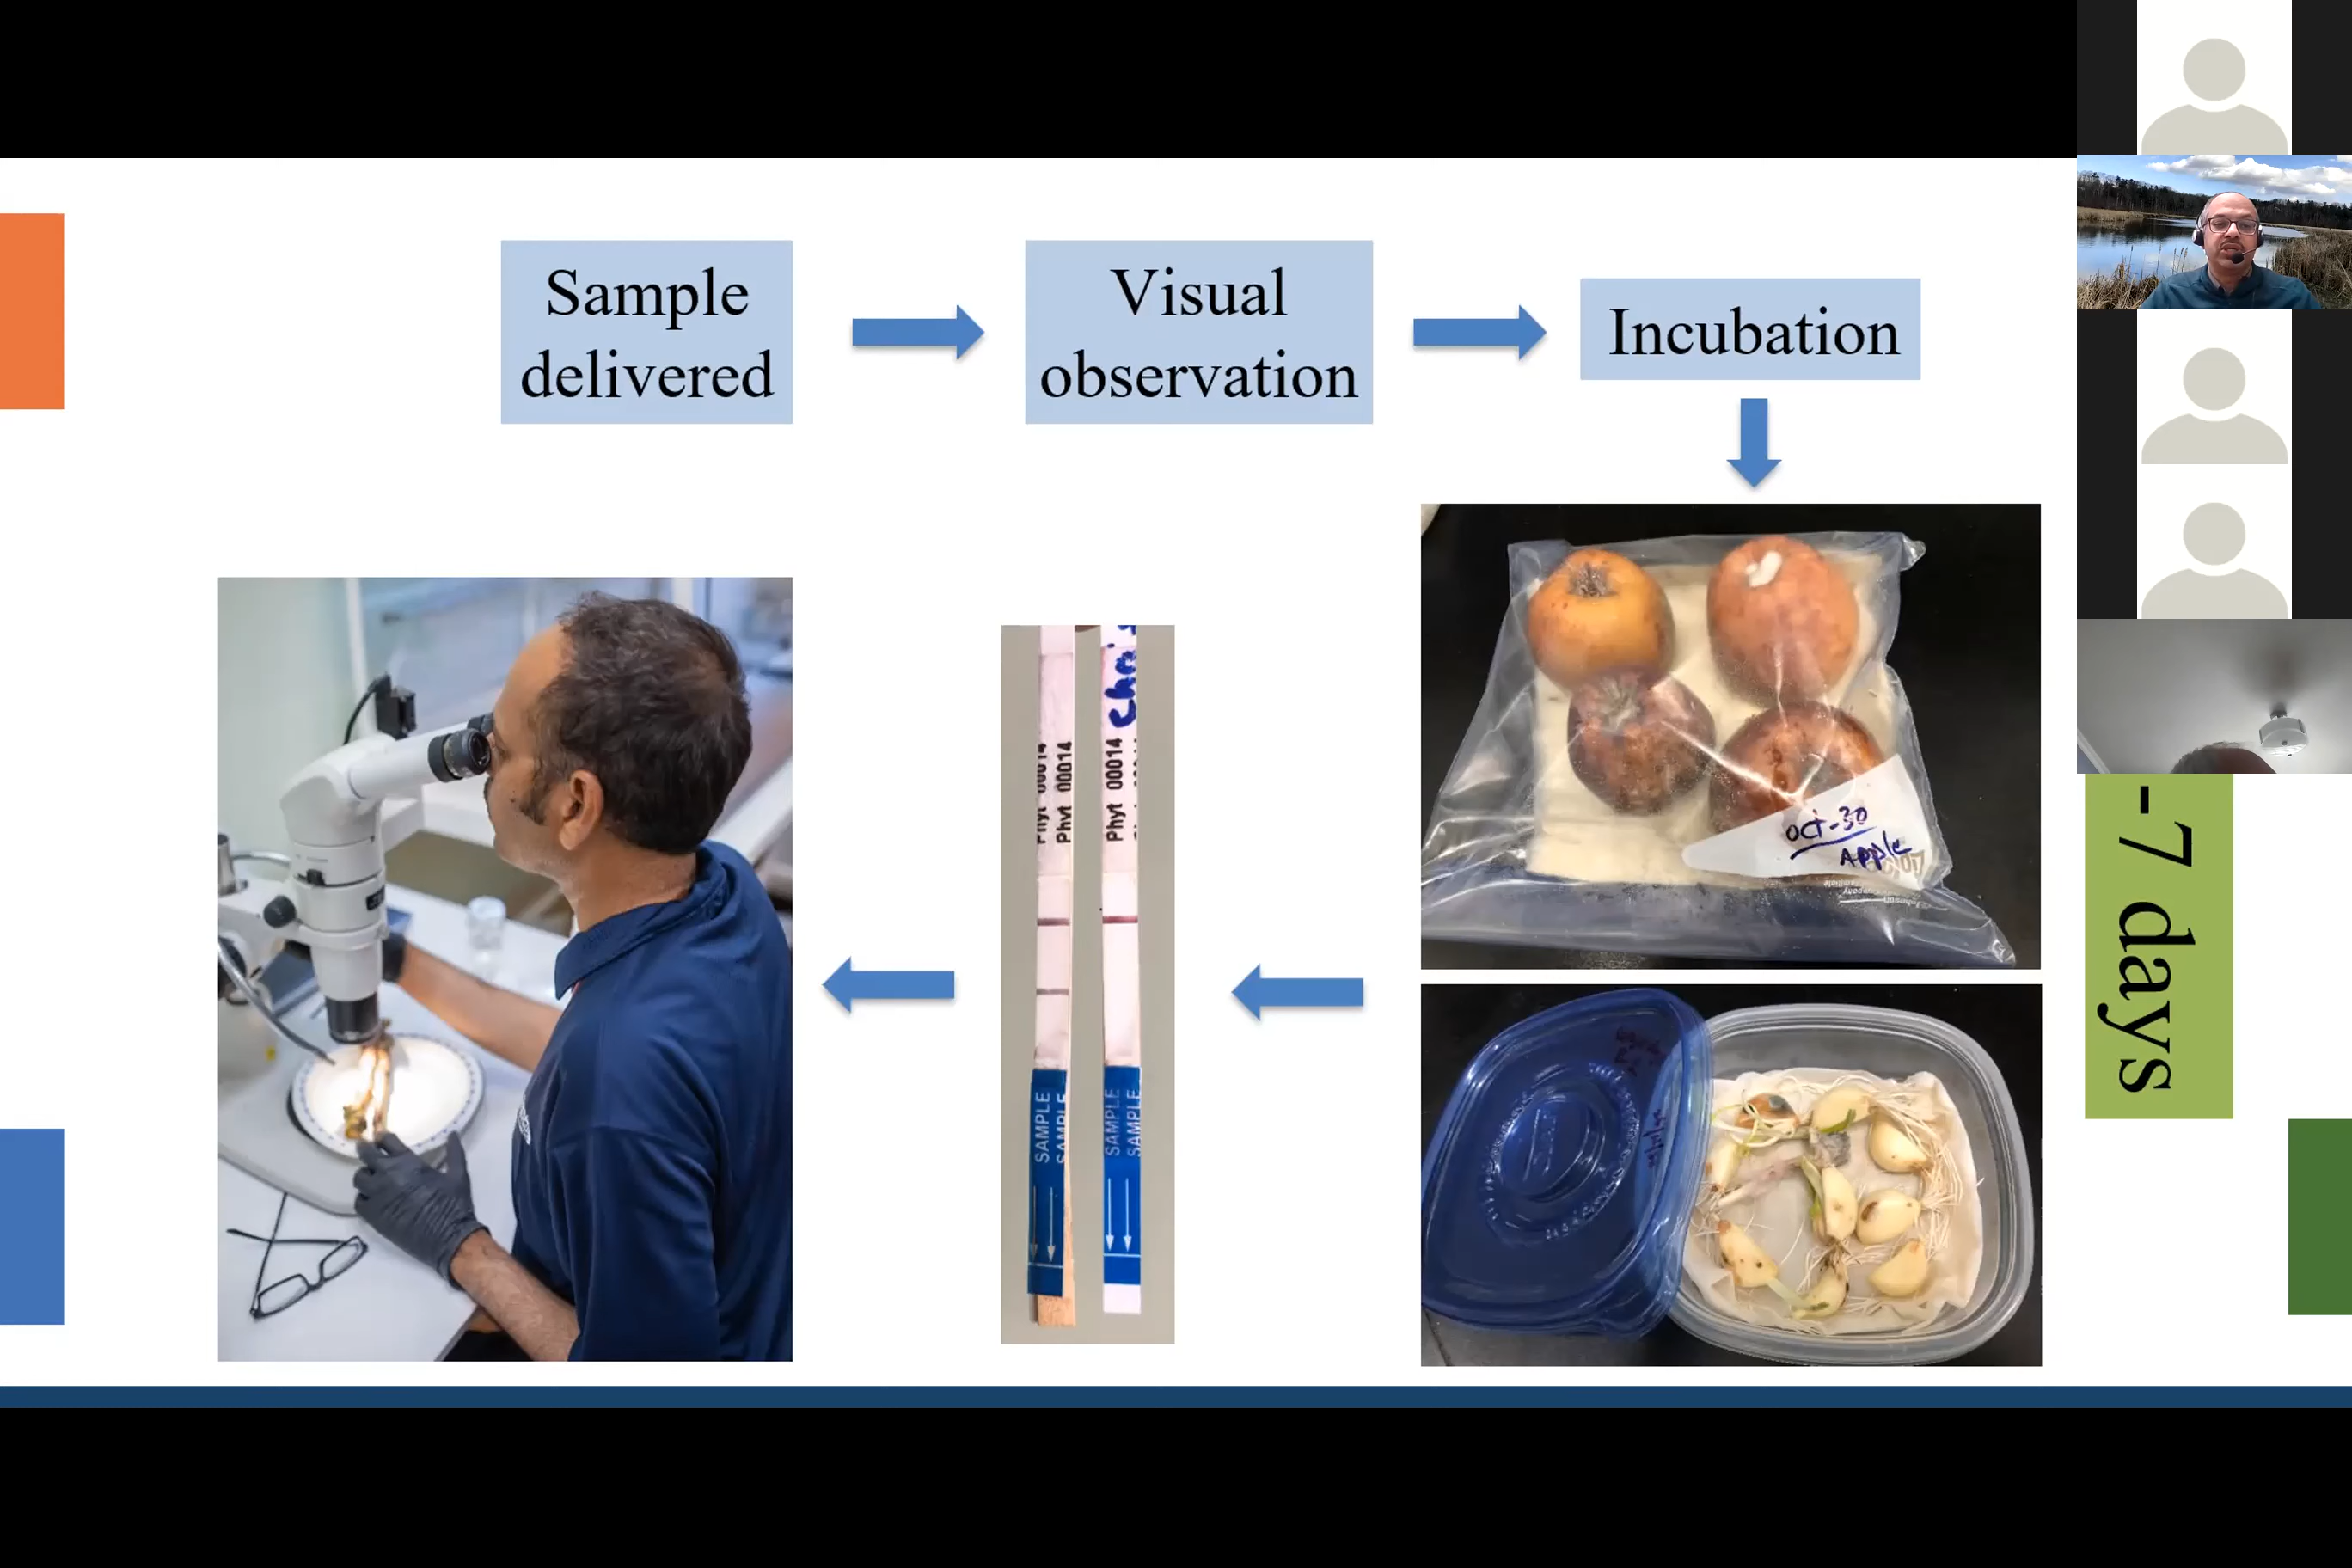 Sample
delivered
Visual
observation
Incubation
-7 days
oct-30
Apple
Phyt 00014
Phyt 00014
SAMPLE
SAMPLE
SAMPLE
SAMPLE